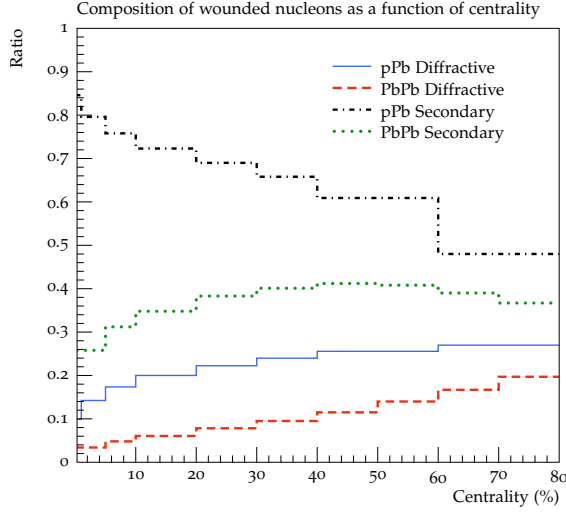 Composition of wounded nucleons as a function of centrality
Ratio
1
0.9
0.8
0.7
0.6
0.5
0.4
0.3
0.2
0.1
0
pPb Diffractive
PbPb Diffractive
pPb Secondary
PbPb Secondary
10 20 30 40 50 60 70 80
Centrality (%)